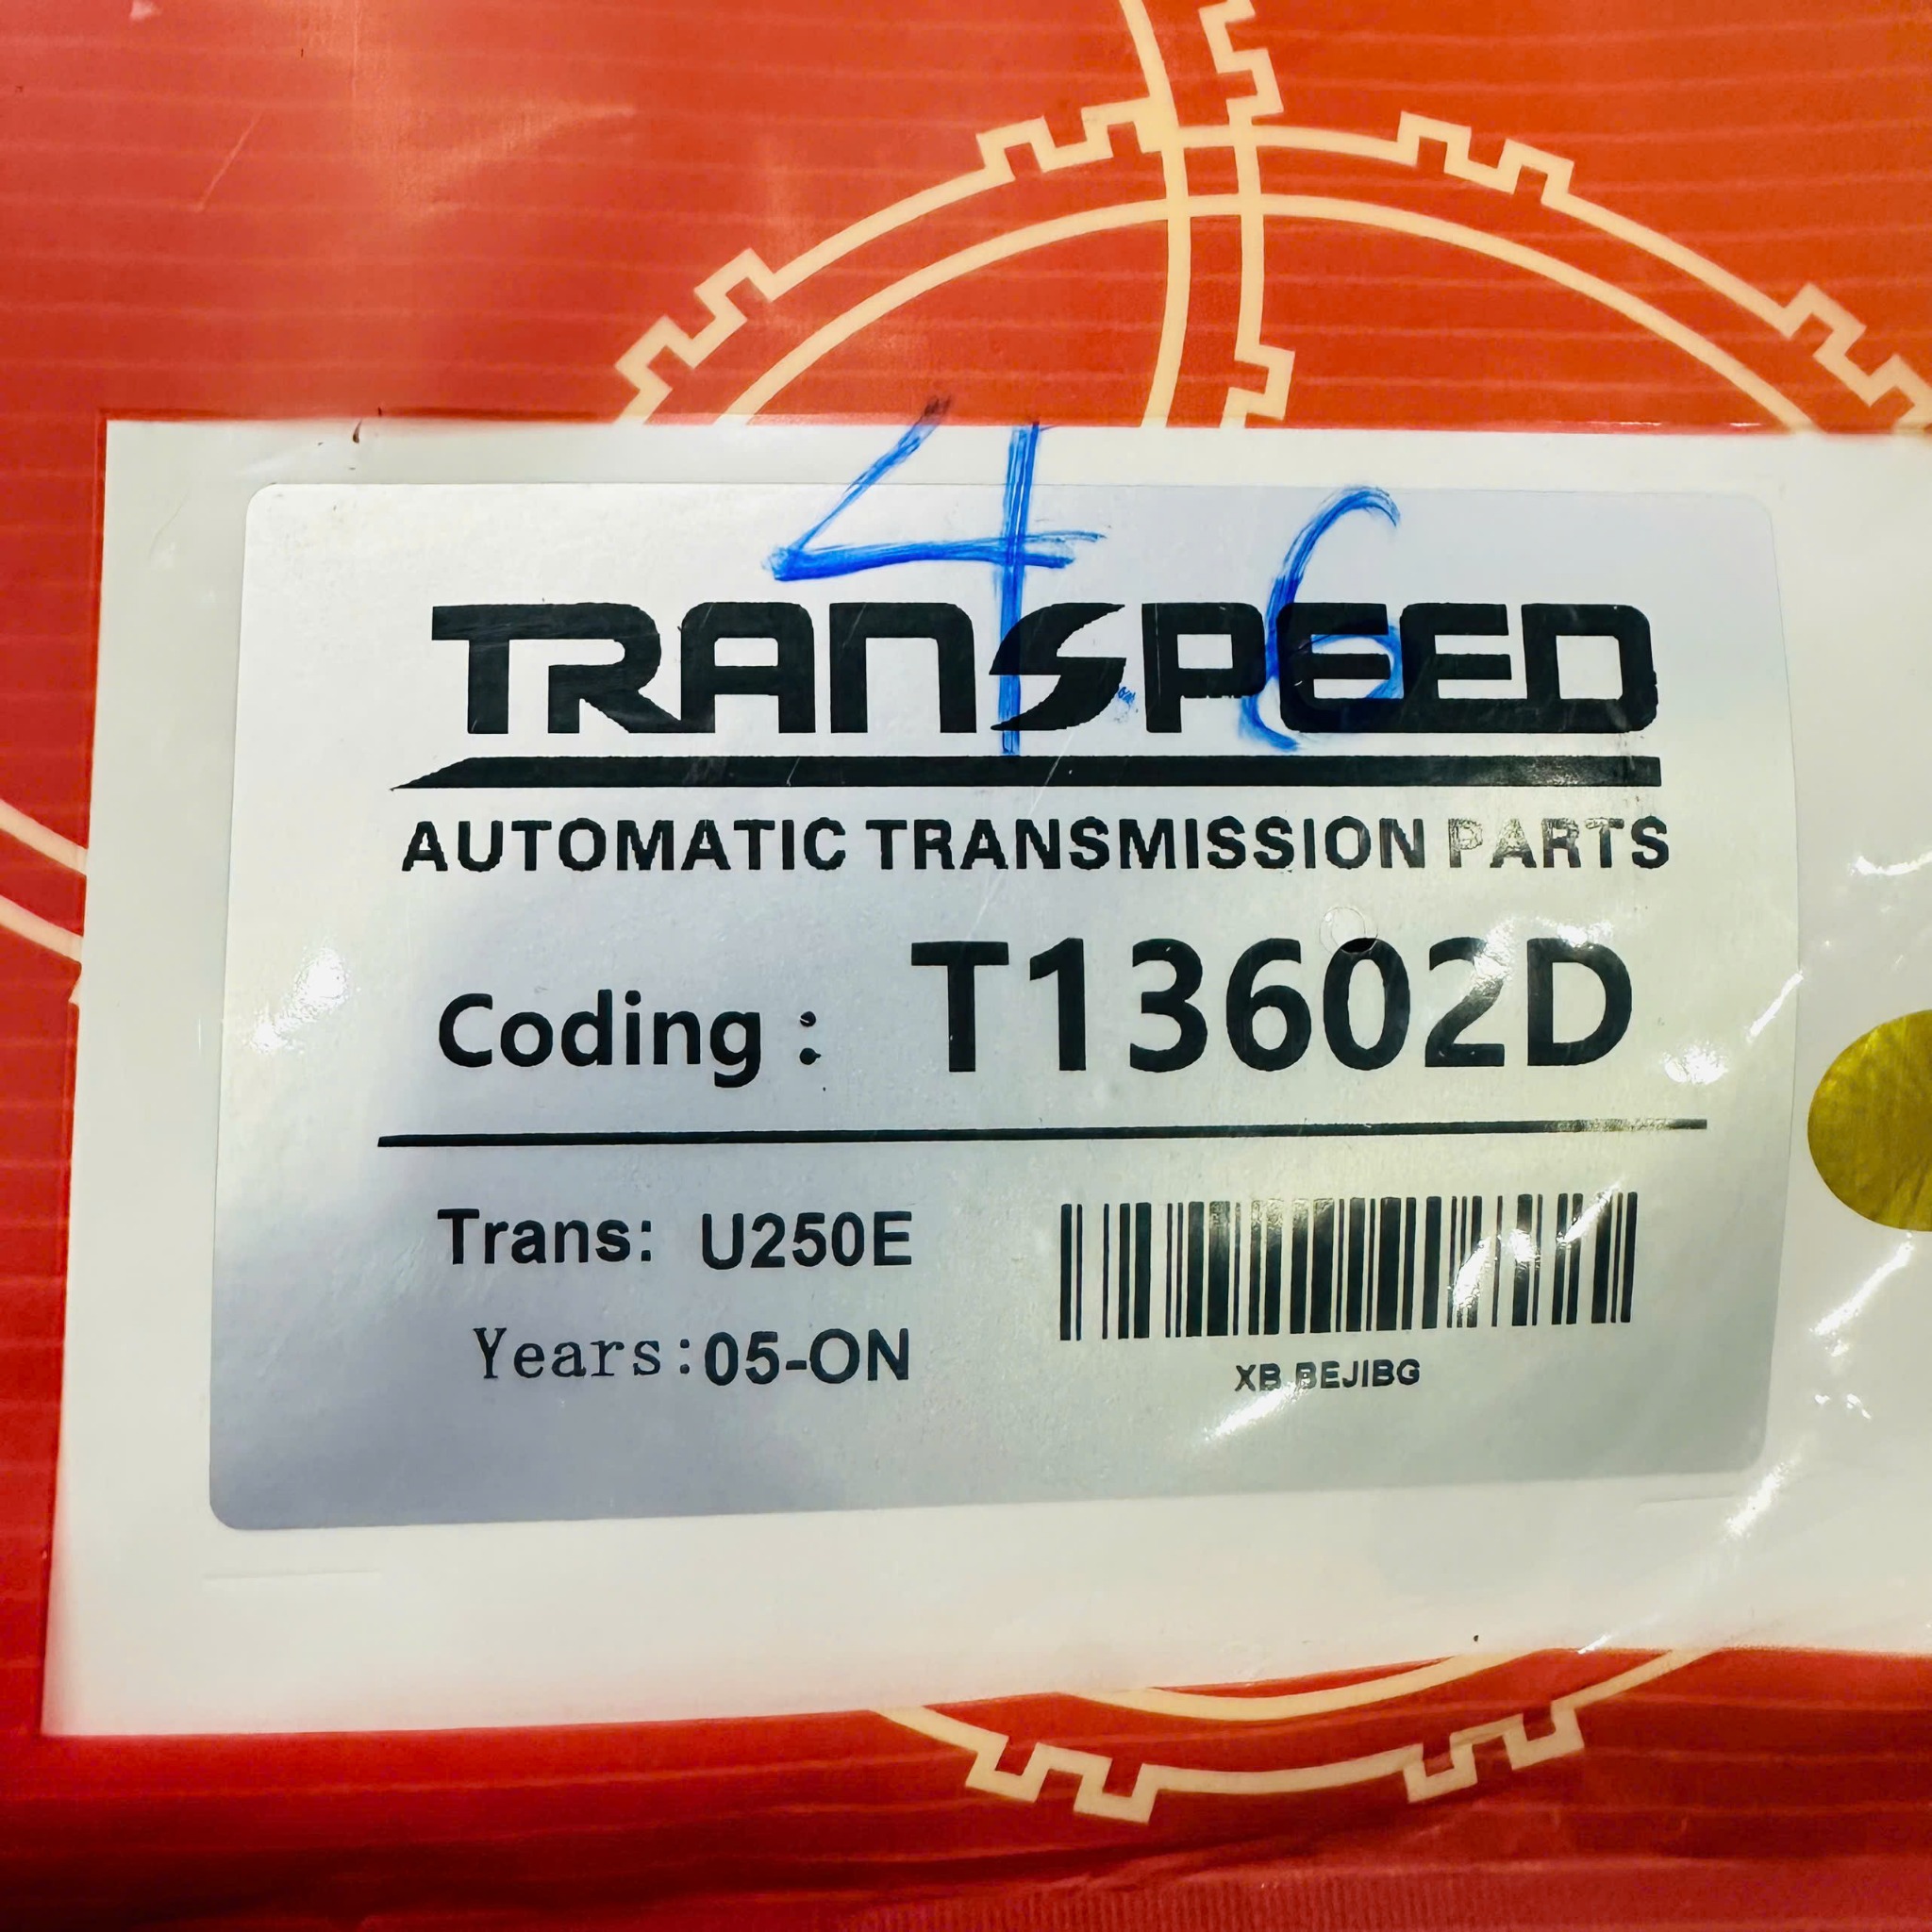 46
TRANSPEED
AUTOMATIC TRANSMISSION PARTS
Coding : T13602D
Trans: U250E
Years:05-ON
XB BEJIBG